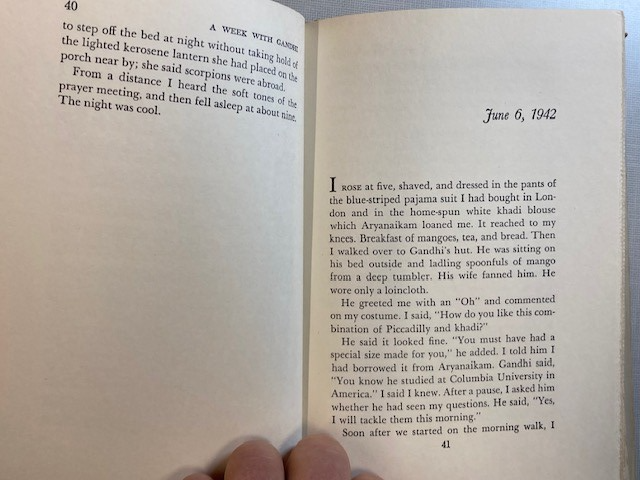 40
A WEEK WITH GANDHI
to step off the bed at night without taking hold of
the lighted kerosene lantern she had placed on the
porch near by; she said scorpions were abroad.
From a distance I heard the soft tones of the
prayer meeting, and then fell asleep at about nine.
The night was cool.
June 6, 1942
I ROSE at five, shaved, and dressed in the pants of
the blue-striped pajama suit I had bought in Lon-
don and in the home-spun white khadi blouse
which Aryanaikam loaned me. It reached to my
knees. Breakfast of mangoes, tea, and bread. Then
I walked over to Gandhi's hut. He was sitting on
his bed outside and ladling spoonfuls of mango
from a deep tumbler. His wife fanned him. He
wore only a loincloth.
He greeted me with an "Oh" and commented
on my costume. I said, "How do you like this com-
bination of Piccadilly and khadi?"
He said it looked fine. "You must have had a
special size made for you," he added. I told him I
had borrowed it from Aryanaikam. Gandhi said,
"You know he studied at Columbia University in
America." I said I knew. After a pause, I asked him
whether he had seen my questions. He said, "Yes,
I will tackle them this morning."
Soon after we started on the morning walk, I
41